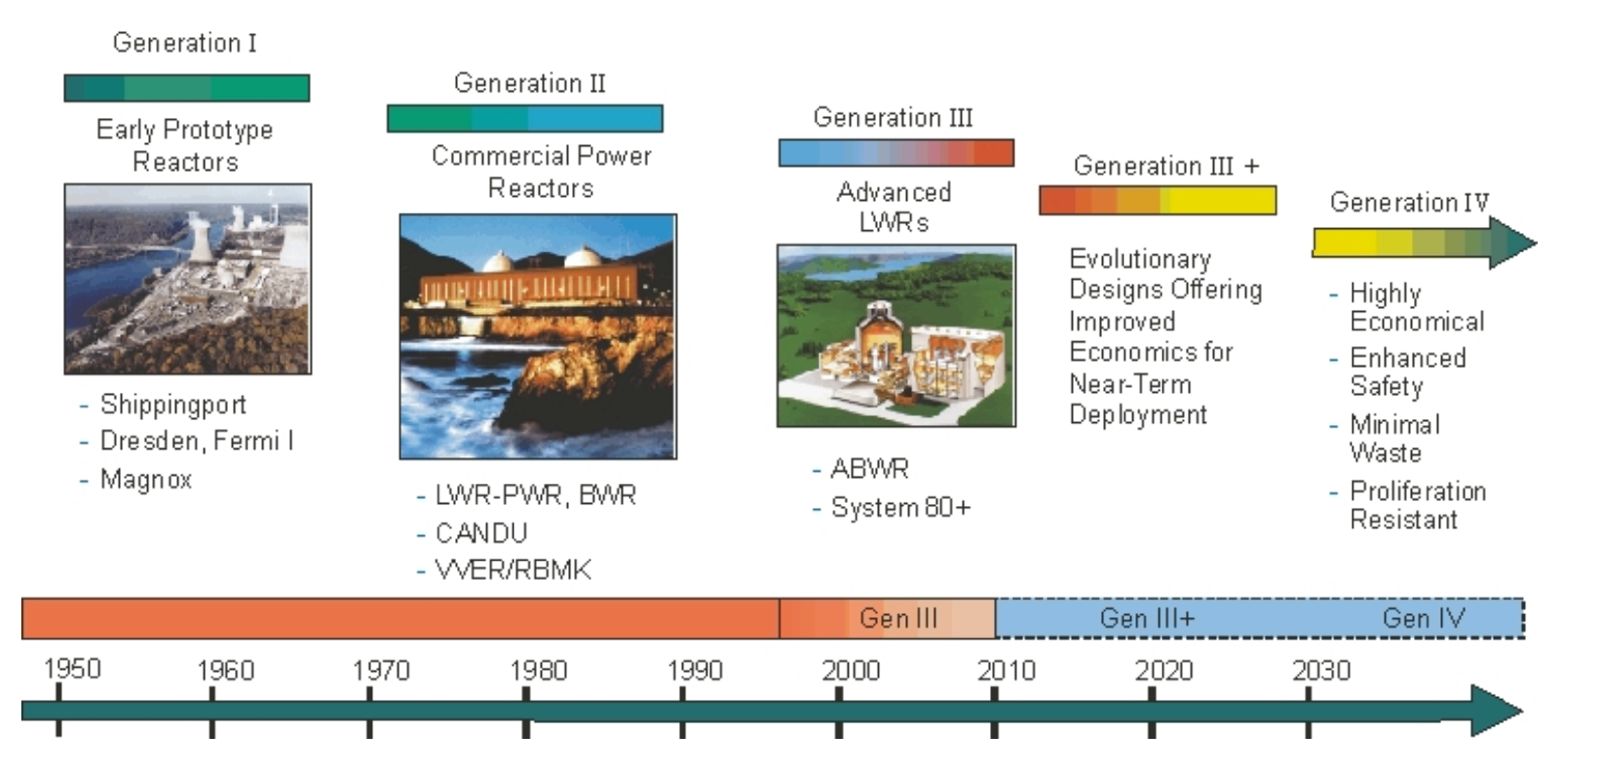 Generation I
Early Prototype
Reactors
- Shippingport
- Dresden, Fermi I
- Magnox
Generation II
Commercial Power
Reactors
- LWR-PWR, BWR
- CANDU
- VVER/RBMK
Generation III
Advanced
LWRs
- ABWR
- System 80+
Generation III +
Evolutionary
Designs Offering
Improved
Economics for
Near-Term
Deployment
Generation IV
- Highly
Economical
- Enhanced
Safety
- Minimal
Waste
- Proliferation
Resistant
Gen III
Gen III+
Gen IV
1950
1960
1970
1980
1990
2000
2010
2020
2030